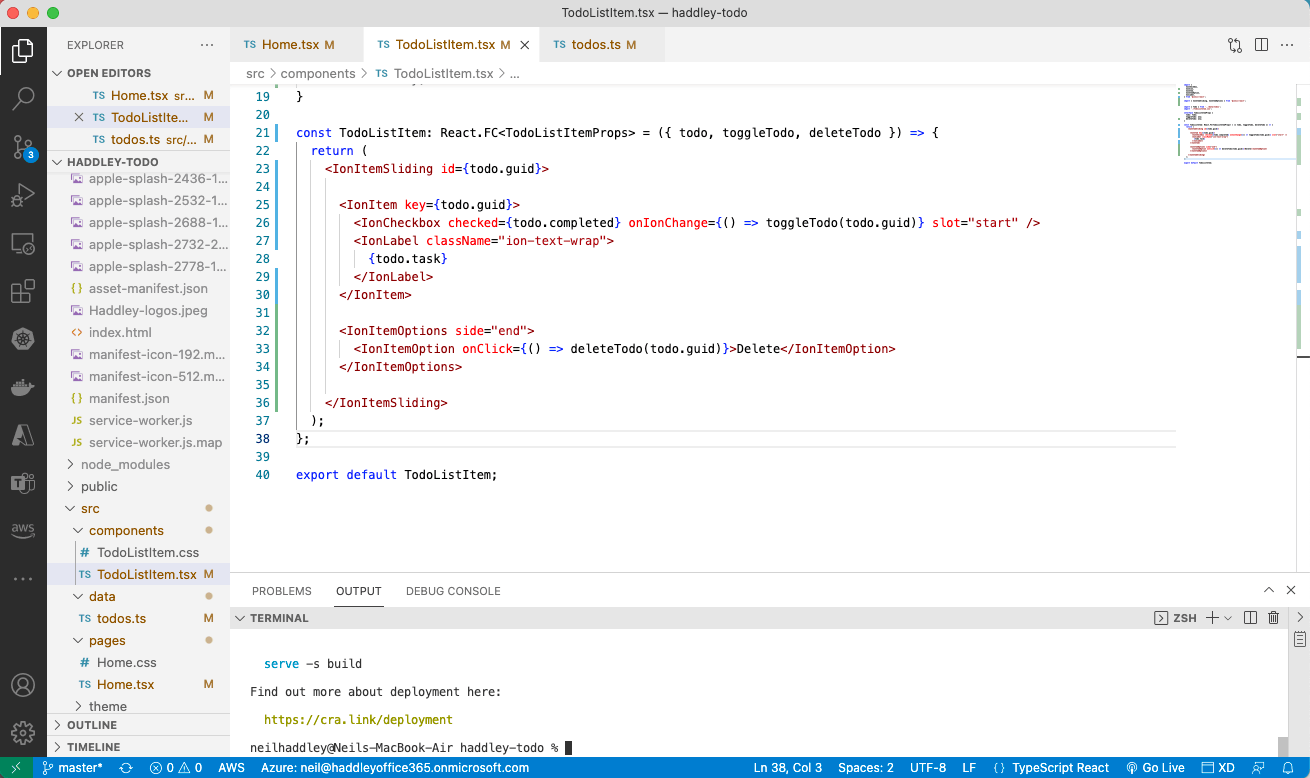 TodoListItem.tsx — haddley-todo
EXPLORER
OPEN EDITORS
TS Home.tsx sr... M
TS TodoListIte... M
TS todos.ts src/... M
HADDLEY-TODO
apple-splash-2436-1...
apple-splash-2532-1...
apple-splash-2688-1...
apple-splash-2732-2...
apple-splash-2778-1...
{} asset-manifest.json
Haddley-logos.jpeg
<> index.html
manifest-icon-192.m...
manifest-icon-512.m...
{} manifest.json
JS service-worker.js
JS service-worker.js.map
node_modules
public
src
components
# TodoListItem.css
TS TodoListItem.tsx M
data
TS todos.ts M
pages
# Home.css
TS Home.tsx M
theme
OUTLINE
TIMELINE
3
aws
TS Home.tsx M
TS TodoListItem.tsx M
TS todos.ts M
src > components > TS TodoListItem.tsx > ...
19 }
20
21 const TodoListItem: React.FC<TodoListItemProps> = ({ todo, toggleTodo, deleteTodo }) => {
22 return (
23 <IonItemSliding id={todo.guid}>
24
25 <IonItem key={todo.guid}>
26 <IonCheckbox checked={todo.completed} onIonChange={() => toggleTodo(todo.guid)} slot="start" />
27 <IonLabel className="ion-text-wrap">
28 {todo.task}
29 </IonLabel>
30 </IonItem>
31
32 <IonItemOptions side="end">
33 <IonItemOption onClick={() => deleteTodo(todo.guid)}>Delete</IonItemOption>
34 </IonItemOptions>
35
36 </IonItemSliding>
37 );
38 };
39
40 export default TodoListItem;
PROBLEMS OUTPUT DEBUG CONSOLE
TERMINAL
ZSH
serve -s build
Find out more about deployment here:
https://cra.link/deployment
neilhaddley@Neils-MacBook-Air haddley-todo %
master* 0 0 AWS Azure: neil@haddleyoffice365.onmicrosoft.com Ln 38, Col 3 Spaces: 2 UTF-8 LF {} TypeScript React Go Live XD